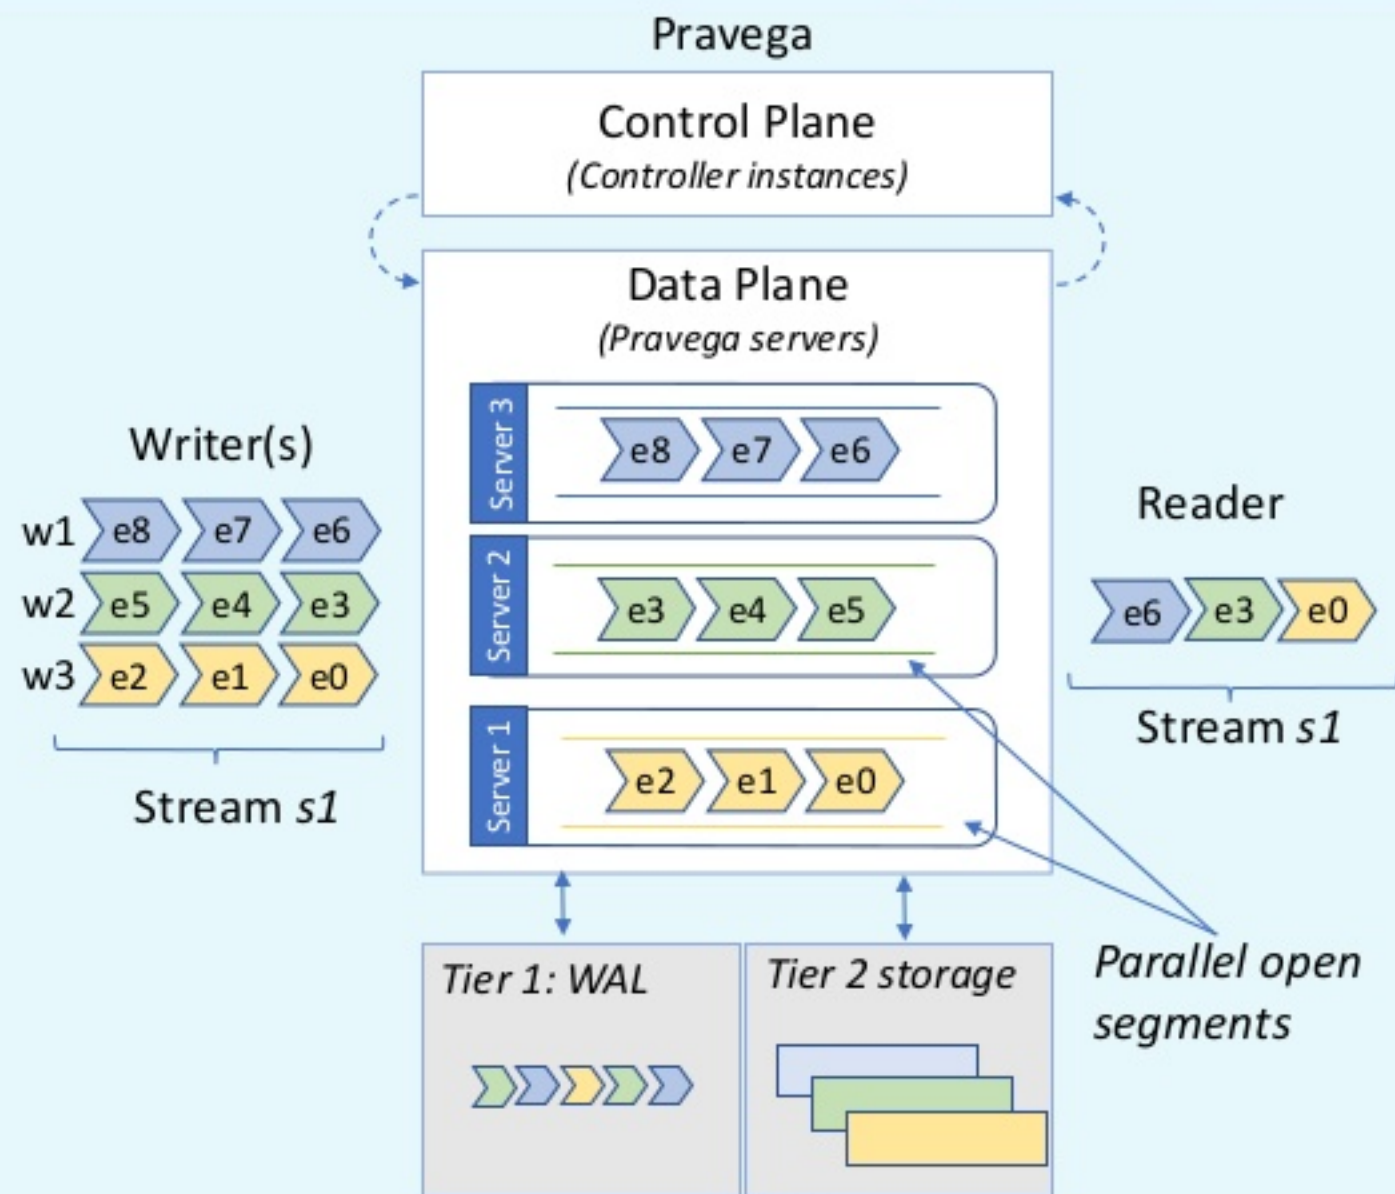 Pravega
Control Plane
(Controller instances)
Data Plane
(Pravega servers)
Server 3
e8 e7 e6
Server 2
e3 e4 e5
Server 1
e2 e1 e0
Writer(s)
w1 e8 e7 e6
w2 e5 e4 e3
w3 e2 e1 e0
Stream s1
Reader
e6 e3 e0
Stream s1
Parallel open
segments
Tier 1: WAL
Tier 2 storage